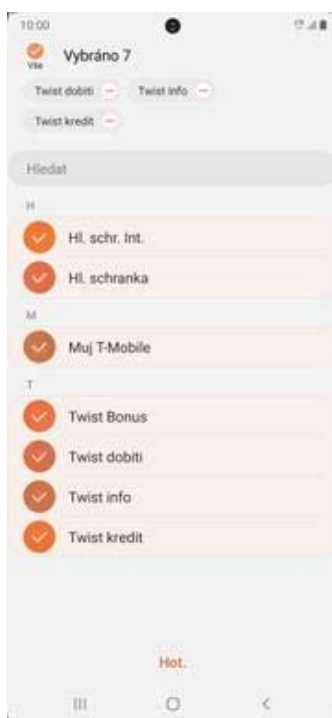 10:00
Vybráno 7
Vše
Twist dobiti
Twist info
Twist kredit
Hledat
H
Hl. schr. Int.
Hl. schranka
M
Muj T-Mobile
T
Twist Bonus
Twist dobiti
Twist info
Twist kredit
Hot.